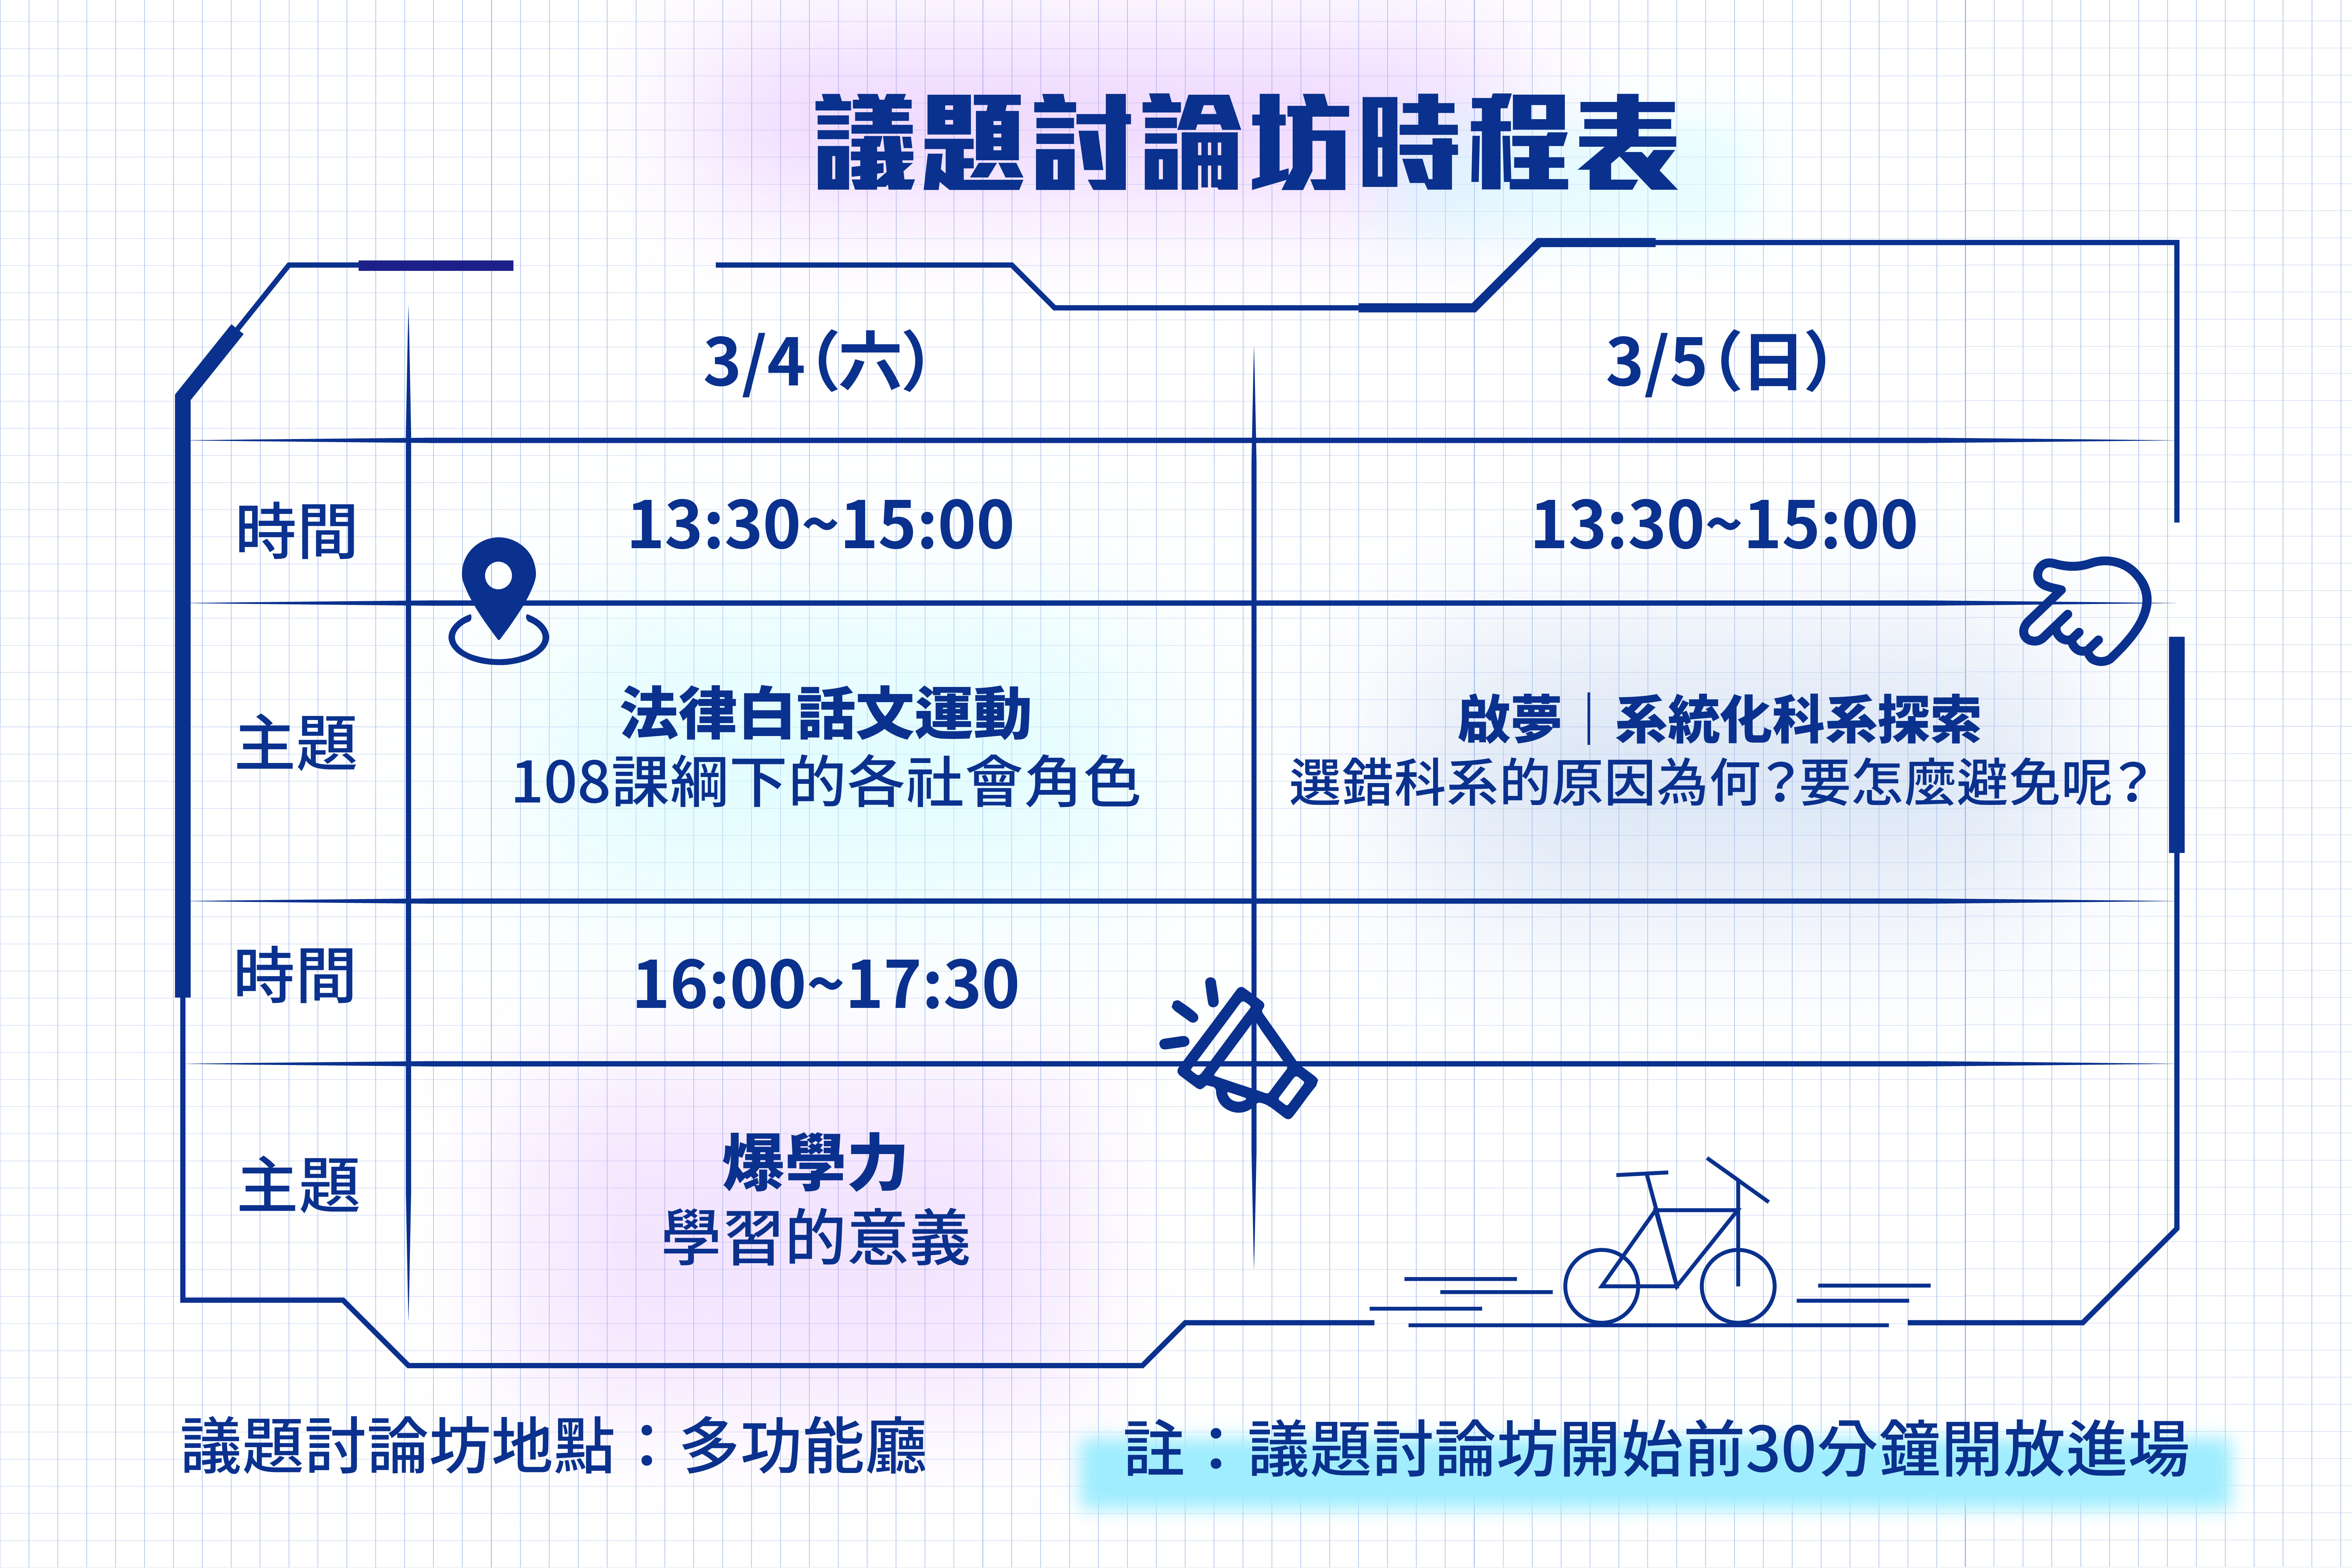 議題討論坊時程表
3/4(六)
3/5(日)
時間
13:30~15:00
13:30~15:00
主題
法律白話文運動
108課綱下的各社會角色
啟夢｜系統化科系探索
選錯科系的原因為何?要怎麼避免呢?
時間
16:00~17:30
主題
爆學力
學習的意義
議題討論坊地點：多功能廳
註：議題討論坊開始前30分鐘開放進場